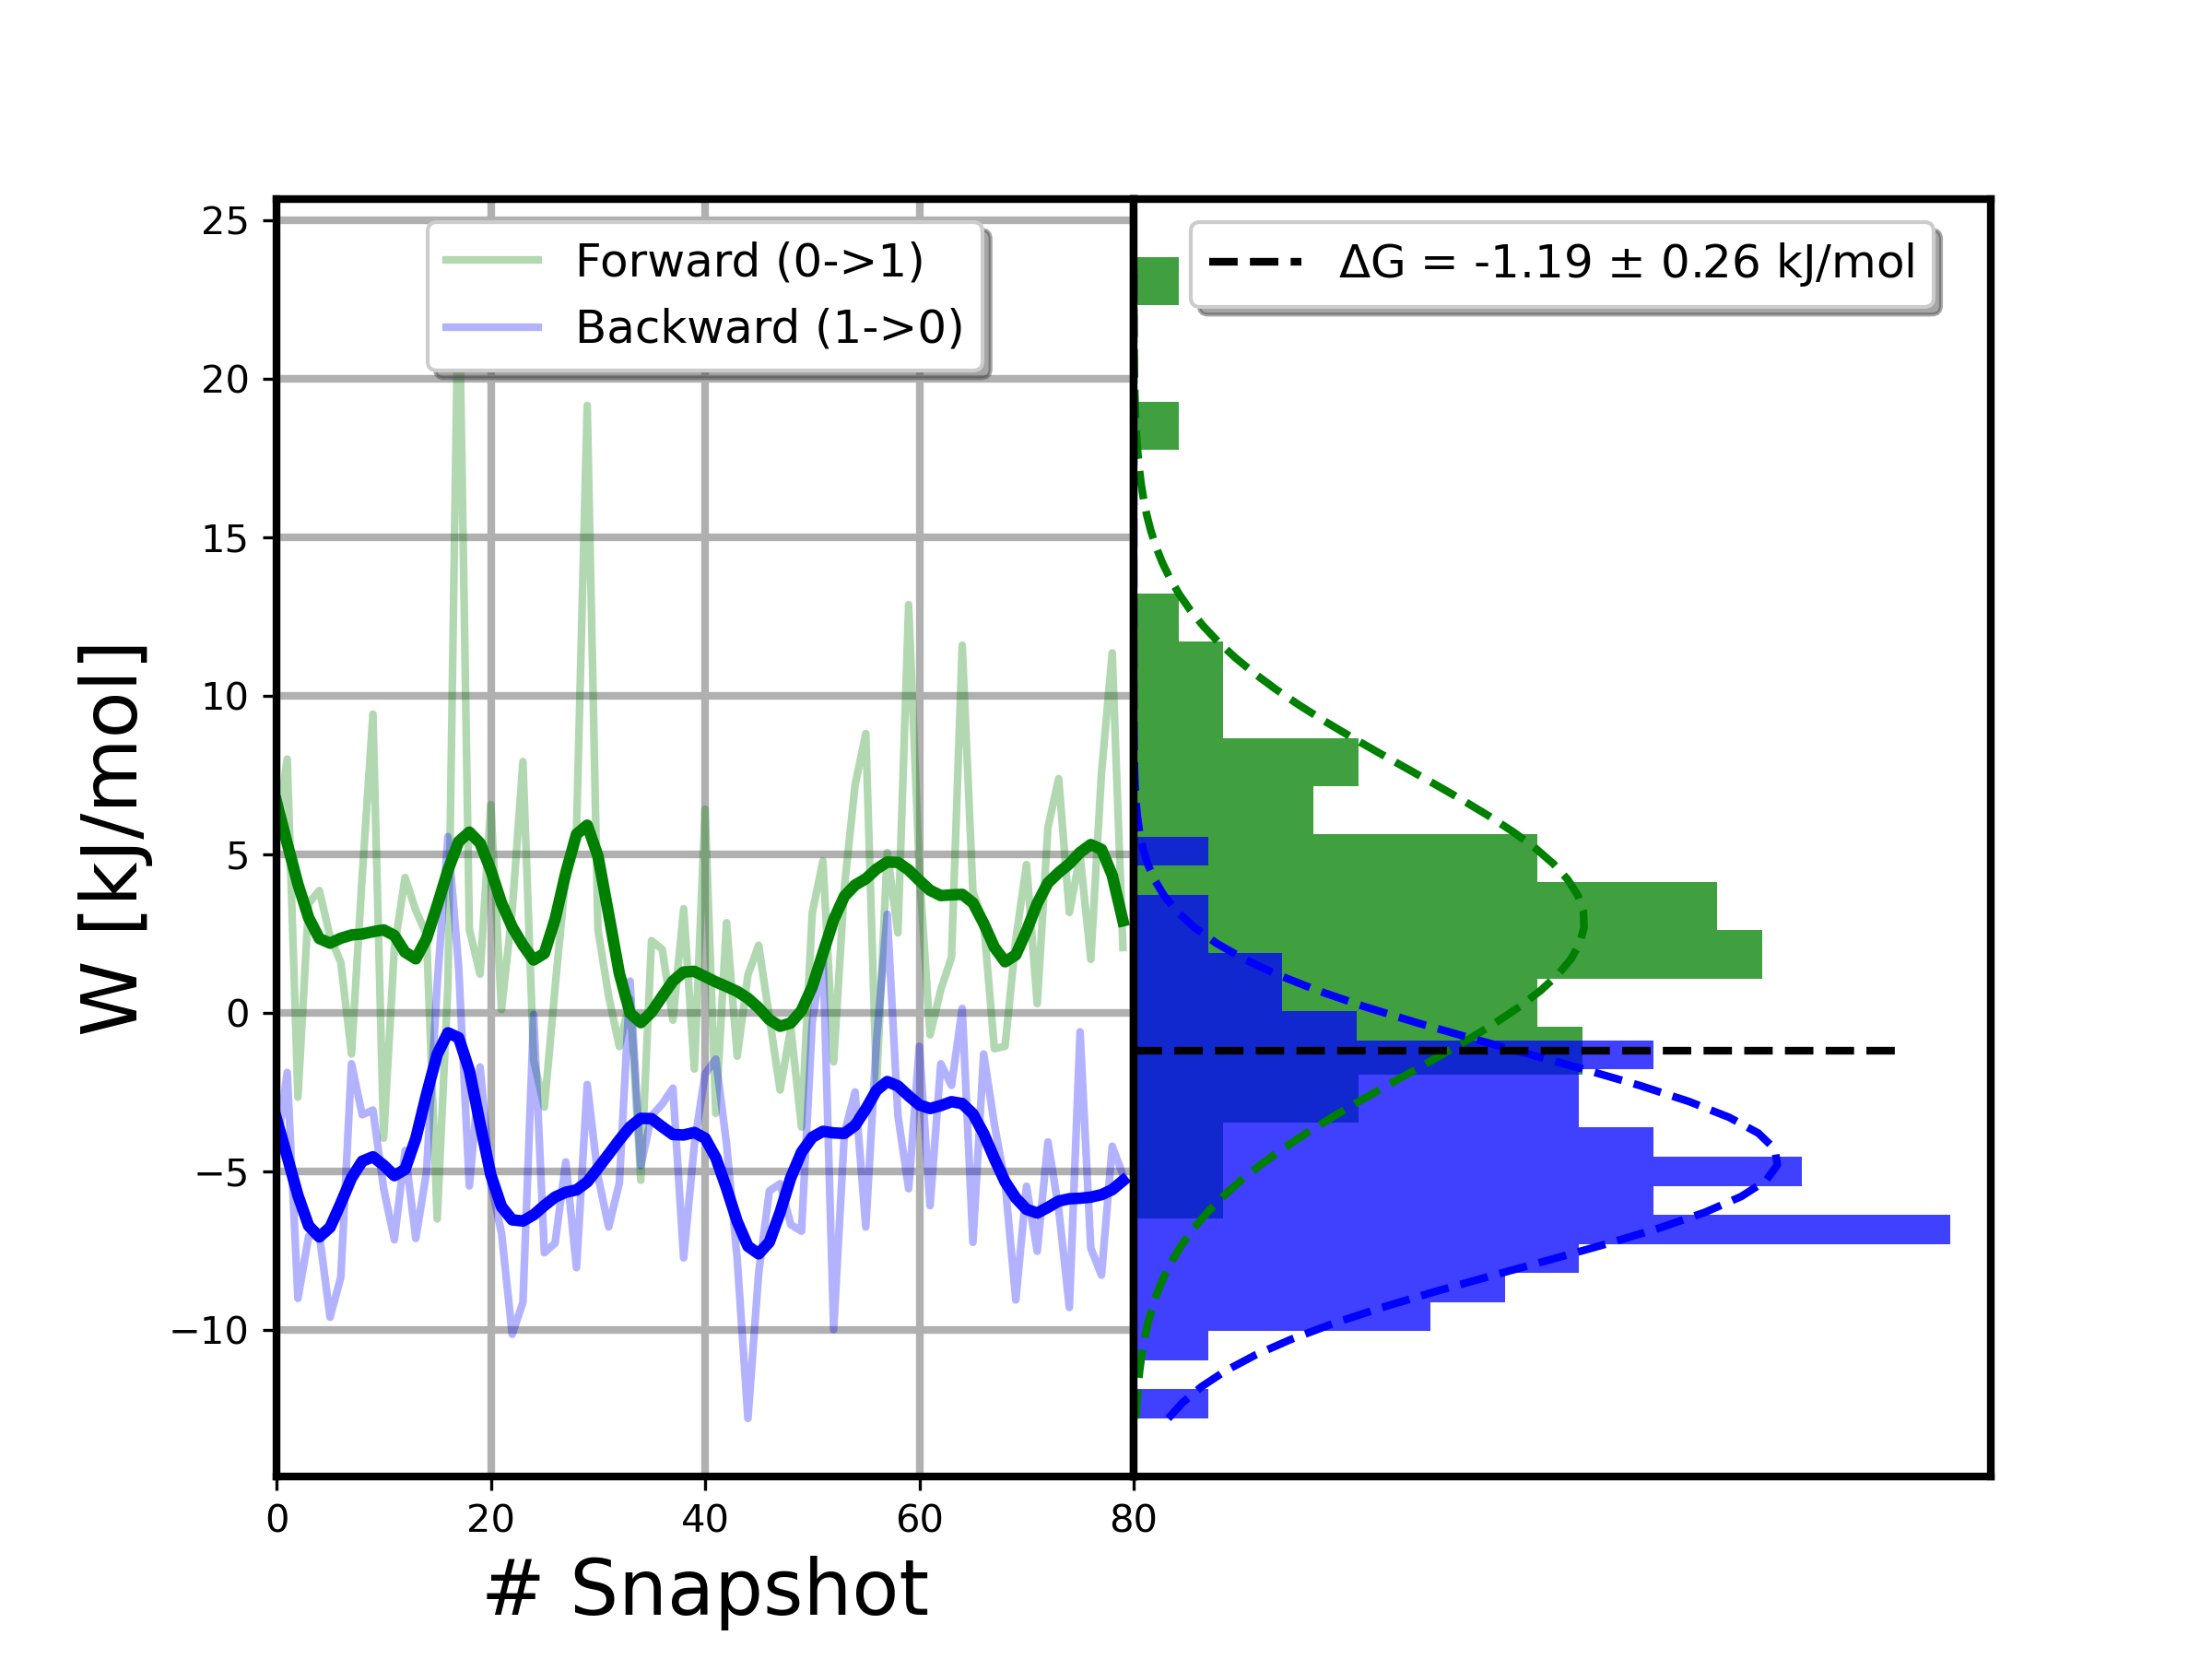 25
20
15
10
5
0
−5
−10
W [kJ/mol]
Forward (0->1)
Backward (1->0)
ΔG = -1.19 ± 0.26 kJ/mol
0
20
40
60
80
# Snapshot